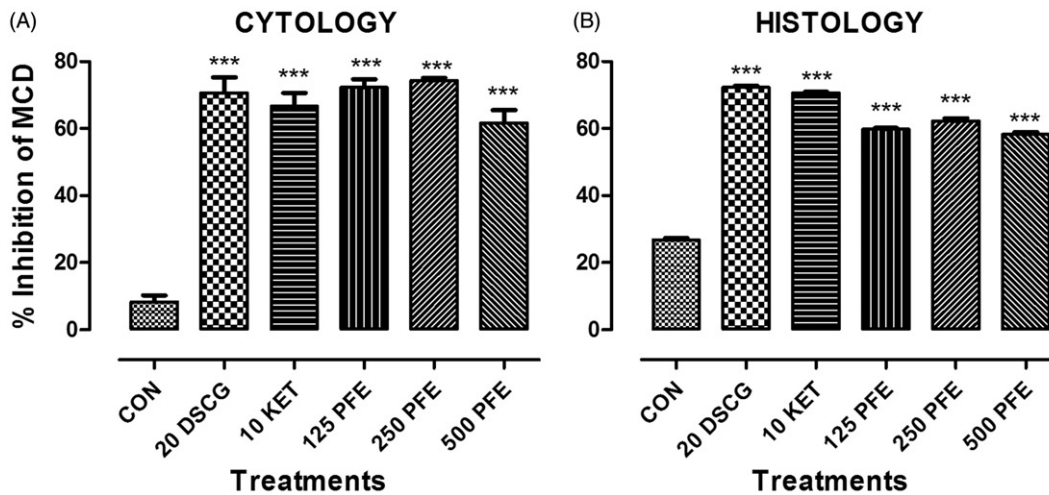 (A)
CYTOLOGY
% Inhibition of MCD
80
60
40
20
0
***
***
***
***
***
CON
20 DSCG
10 KET
125 PFE
250 PFE
500 PFE
Treatments
(B)
HISTOLOGY
80
60
40
20
0
***
***
***
***
***
CON
20 DSCG
10 KET
125 PFE
250 PFE
500 PFE
Treatments